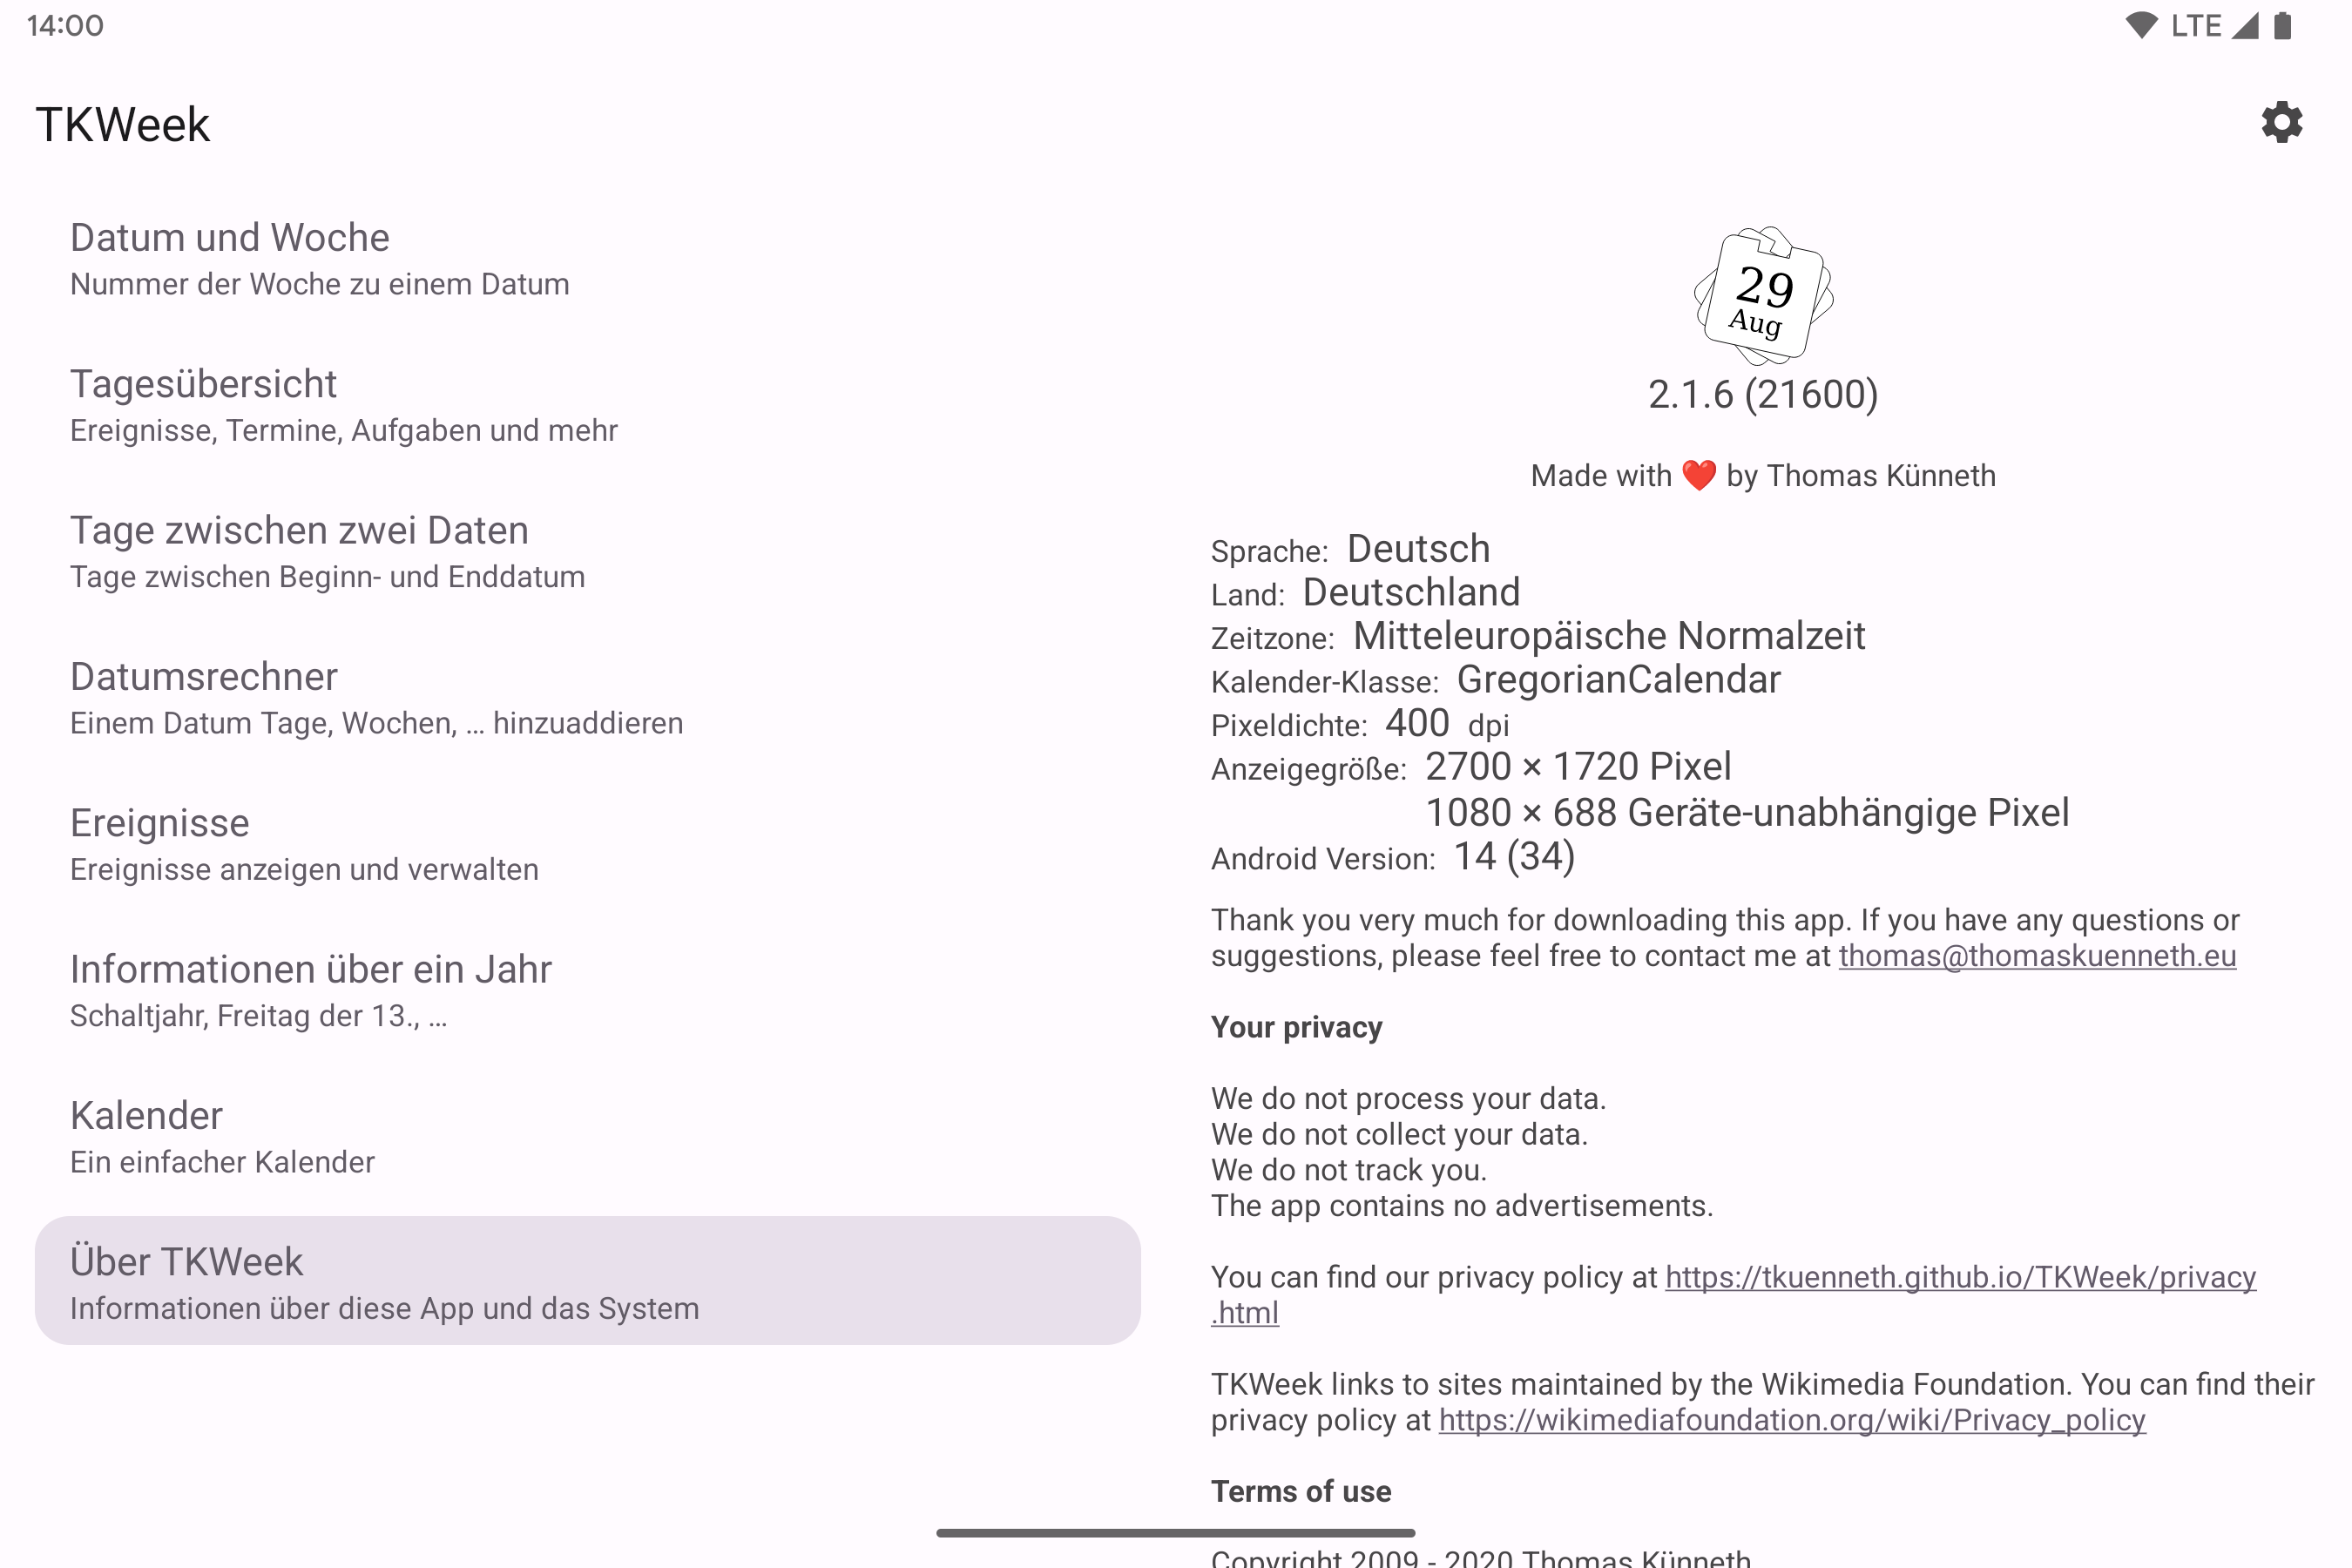 14:00
LTE
TKWeek
Datum und Woche
Nummer der Woche zu einem Datum
Tagesübersicht
Ereignisse, Termine, Aufgaben und mehr
Tage zwischen zwei Daten
Tage zwischen Beginn- und Enddatum
Datumsrechner
Einem Datum Tage, Wochen, … hinzuaddieren
Ereignisse
Ereignisse anzeigen und verwalten
Informationen über ein Jahr
Schaltjahr, Freitag der 13., …
Kalender
Ein einfacher Kalender
Über TKWeek
Informationen über diese App und das System
29
Aug
2.1.6 (21600)
Made with ❤️ by Thomas Künneth
Sprache: Deutsch
Land: Deutschland
Zeitzone: Mitteleuropäische Normalzeit
Kalender-Klasse: GregorianCalendar
Pixeldichte: 400 dpi
Anzeigegröße: 2700 × 1720 Pixel
1080 × 688 Geräte-unabhängige Pixel
Android Version: 14 (34)
Thank you very much for downloading this app. If you have any questions or
suggestions, please feel free to contact me at thomas@thomaskuenneth.eu
Your privacy
We do not process your data.
We do not collect your data.
We do not track you.
The app contains no advertisements.
You can find our privacy policy at https://tkuenneth.github.io/TKWeek/privacy
.html
TKWeek links to sites maintained by the Wikimedia Foundation. You can find their
privacy policy at https://wikimediafoundation.org/wiki/Privacy_policy
Terms of use
Copyright 2009 - 2020 Thomas Künneth